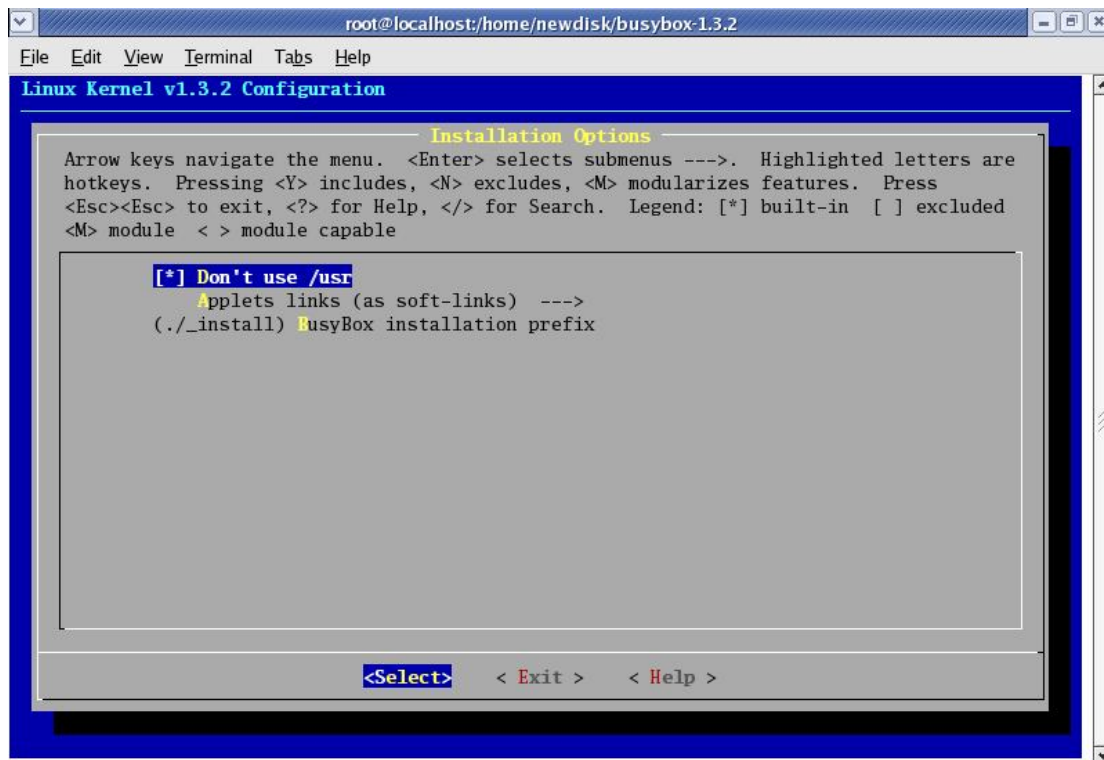 root@localhost:/home/newdisk/busybox-1.3.2
File Edit View Terminal Tabs Help
Linux Kernel v1.3.2 Configuration
Installation Options
Arrow keys navigate the menu. <Enter> selects submenus --->. Highlighted letters are
hotkeys. Pressing <Y> includes, <N> excludes, <M> modularizes features. Press
<Esc><Esc> to exit, <?> for Help, </> for Search. Legend: [*] built-in [ ] excluded
<M> module < > module capable
[*] Don't use /usr
Applets links (as soft-links) --->
(./_install) BusyBox installation prefix
<Select> < Exit > < Help >